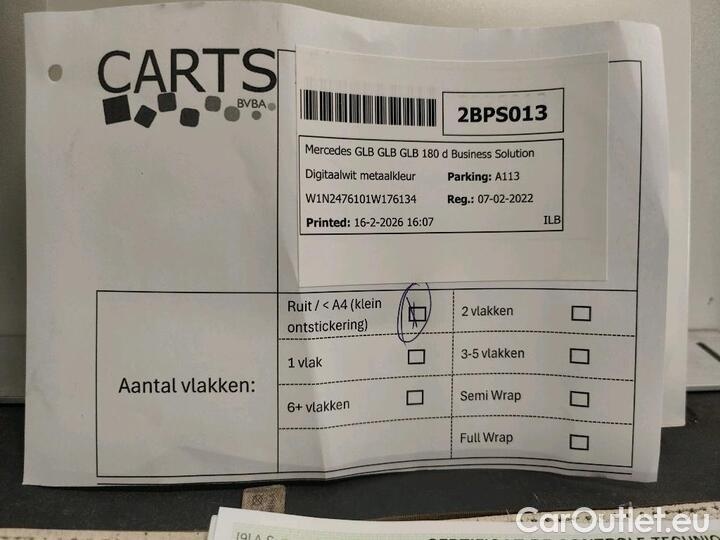 CARTS
BVBA
2BPS013
Mercedes GLB GLB GLB 180 d Business Solution
Digitaalwit metaalkleur Parking: A113
W1N2476101W176134 Reg.: 07-02-2022
Printed: 16-2-2026 16:07 ILB
Aantal vlakken:
Ruit / < A4 (klein
ontstickering)
2 vlakken
1 vlak
3-5 vlakken
6+ vlakken
Semi Wrap
Full Wrap
CarOutlet.eu